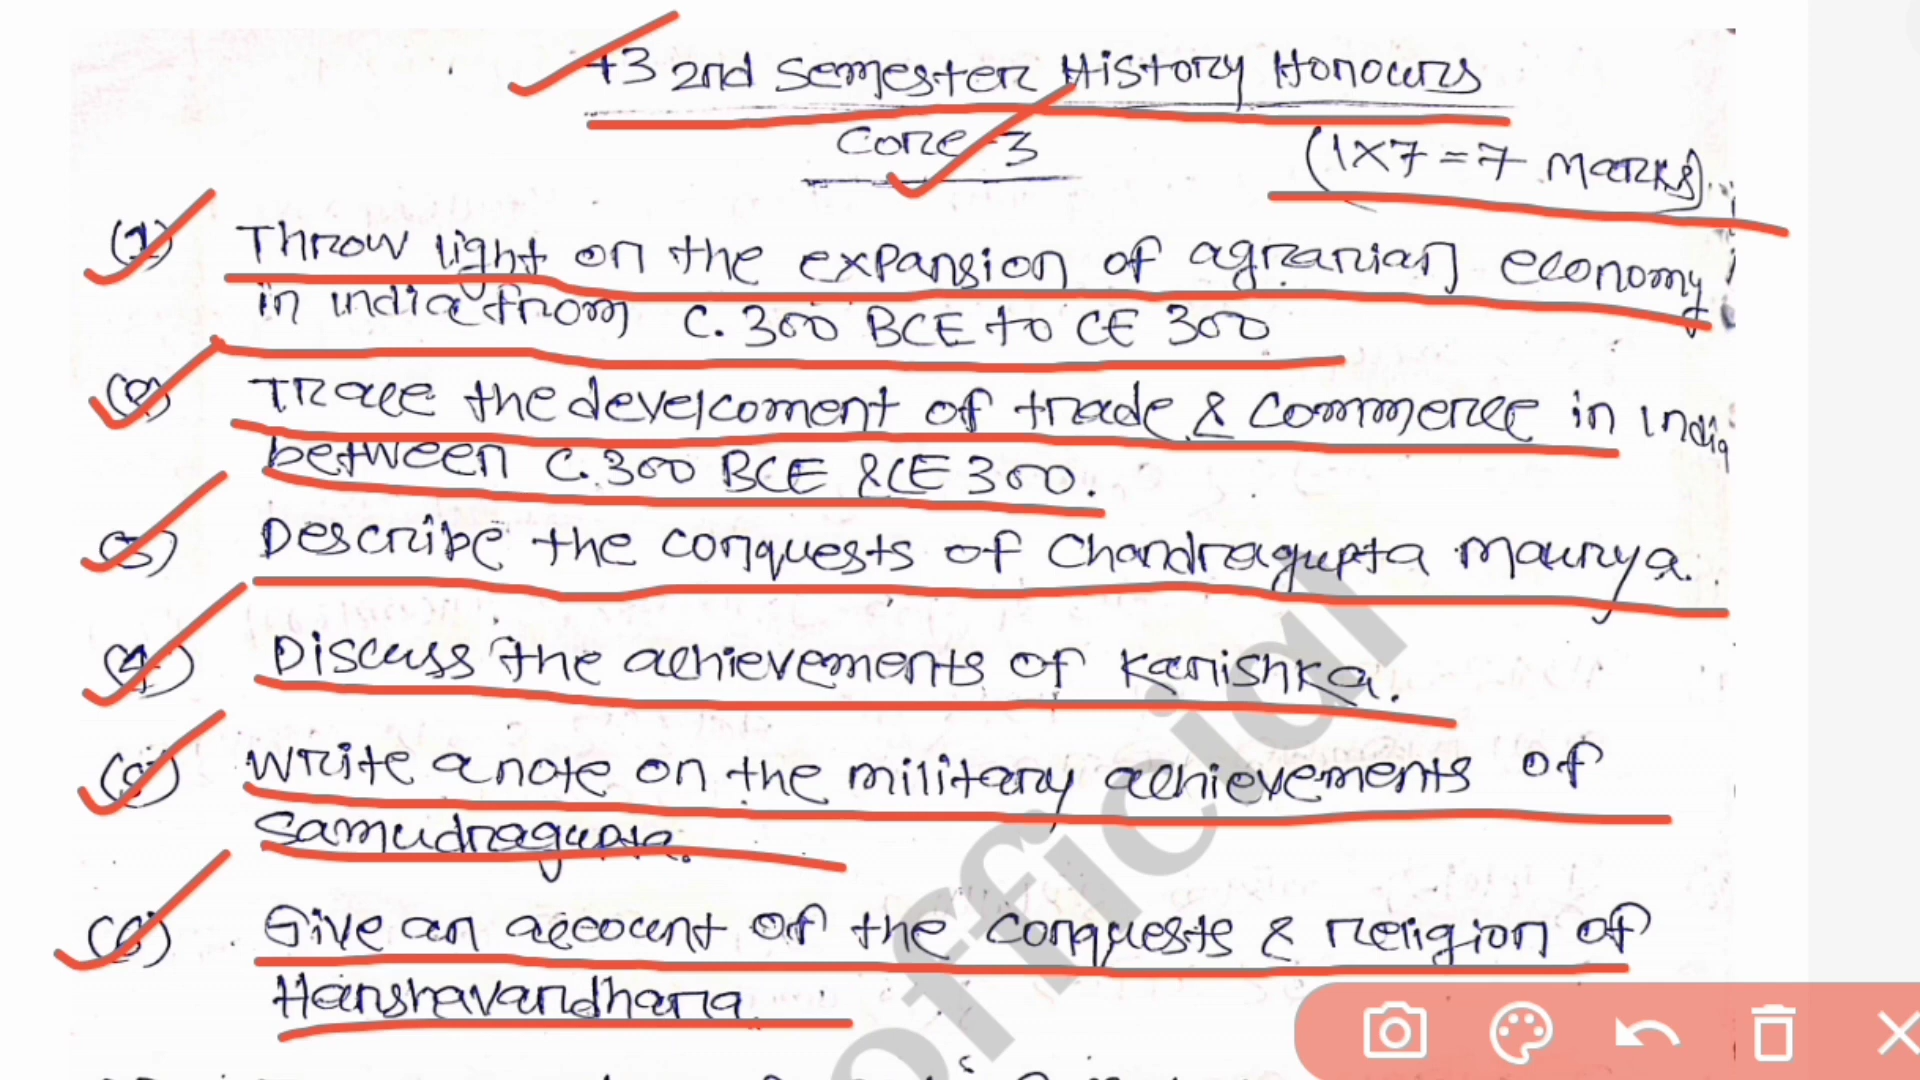 +3 2nd Semester History Honours
Core-3
(1x7=7 Marks)
(1) Throw light on the expansion of agrarian economy
in India from C. 300 BCE to CE 300
(2) Trace the develcoment of trade & Commerce in India
between C. 300 BCE & CE 300.
(3) Describe the conquests of Chandragupta Maurya.
(4) Discuss the achievements of Kanishka.
(5) Write a note on the military achievements of
Samudragupta.
(6) Give an account of the Conquests & religion of
Harshavardhana.
official